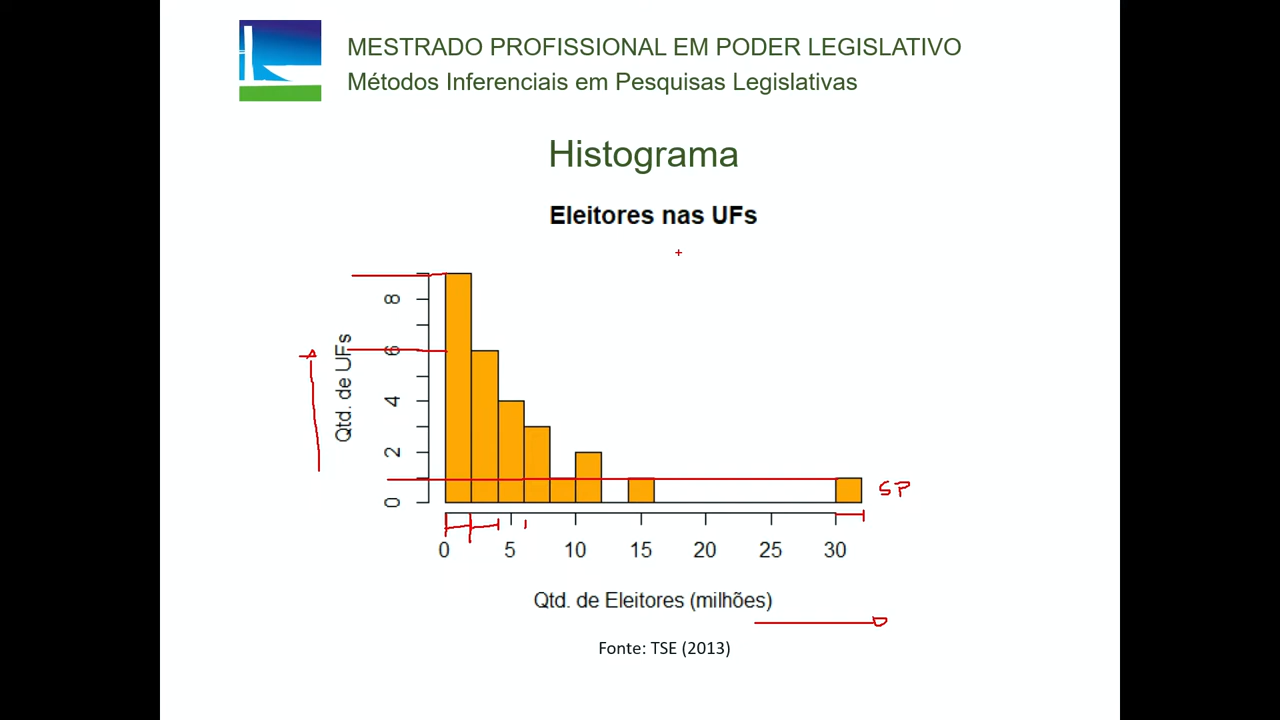 MESTRADO PROFISSIONAL EM PODER LEGISLATIVO
Métodos Inferenciais em Pesquisas Legislativas
Histograma
Eleitores nas UFs
Qtd. de UFs
8
6
4
2
0
SP
0 5 10 15 20 25 30
Qtd. de Eleitores (milhões)
Fonte: TSE (2013)